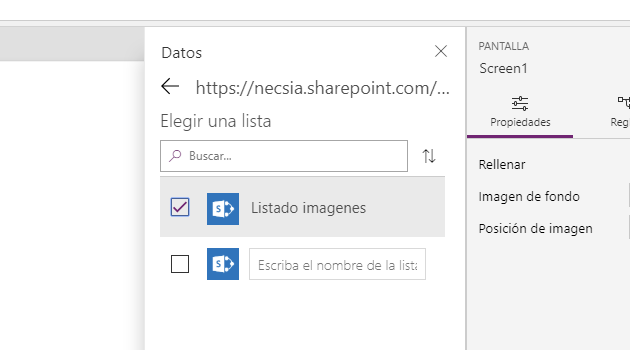 Datos
https://necsia.sharepoint.com/...
Elegir una lista
Buscar...
Listado imagenes
Escriba el nombre de la lista
PANTALLA
Screen1
Propiedades
Reg
Rellenar
Imagen de fondo
Posición de imagen